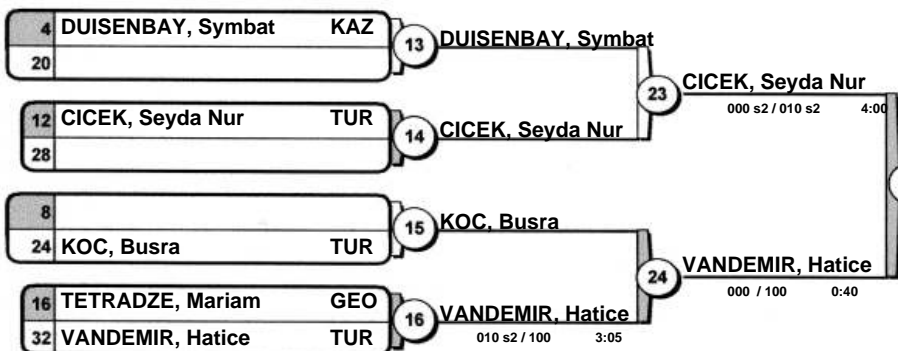 4 DUISENBAY, Symbat KAZ
20
13 DUISENBAY, Symbat
12 CICEK, Seyda Nur TUR
28
14 CICEK, Seyda Nur
23 CICEK, Seyda Nur
000 s2 / 010 s2 4:00
8
24 KOC, Busra TUR
15 KOC, Busra
16 TETRADZE, Mariam GEO
32 VANDEMIR, Hatice TUR
16 VANDEMIR, Hatice
010 s2 / 100 3:05
24 VANDEMIR, Hatice
000 / 100 0:40